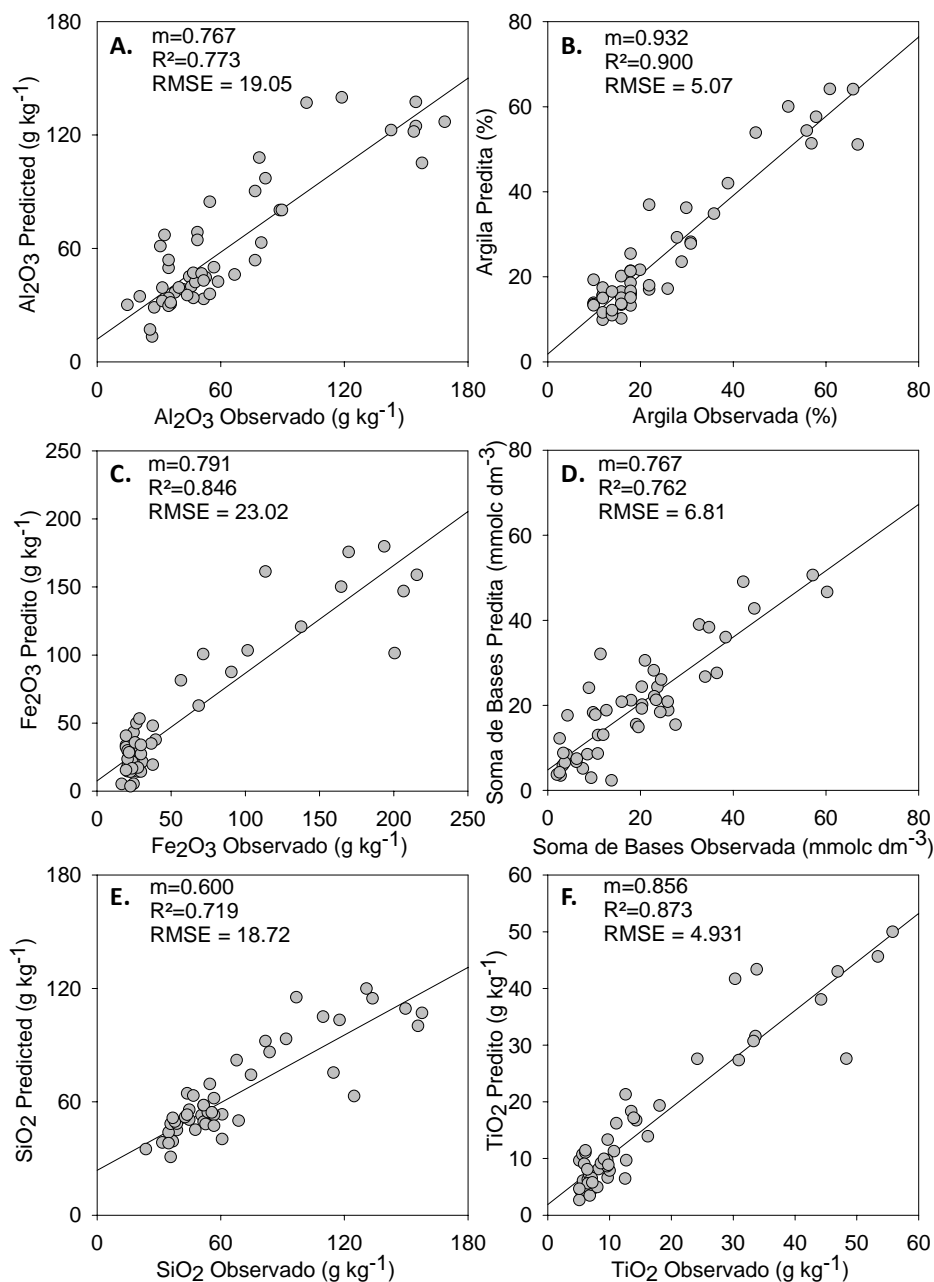 A.
m=0.767
R²=0.773
RMSE = 19.05
180
120
60
0
Al2O3 Predicted (g kg-1)
0 60 120 180
Al2O3 Observado (g kg-1)
B.
m=0.932
R²=0.900
RMSE = 5.07
80
60
40
20
0
Argila Predita (%)
0 20 40 60 80
Argila Observada (%)
C.
m=0.791
R²=0.846
RMSE = 23.02
250
200
150
100
50
0
Fe2O3 Predito (g kg-1)
0 50 100 150 200 250
Fe2O3 Observado (g kg-1)
D.
m=0.767
R²=0.762
RMSE = 6.81
80
60
40
20
0
Soma de Bases Predita (mmolc dm-3)
0 20 40 60 80
Soma de Bases Observada (mmolc dm-3)
E.
m=0.600
R²=0.719
RMSE = 18.72
180
120
60
0
SiO2 Predicted (g kg-1)
0 60 120 180
SiO2 Observado (g kg-1)
F.
m=0.856
R²=0.873
RMSE = 4.931
60
50
40
30
20
10
0
TiO2 Predito (g kg-1)
0 10 20 30 40 50 60
TiO2 Observado (g kg-1)